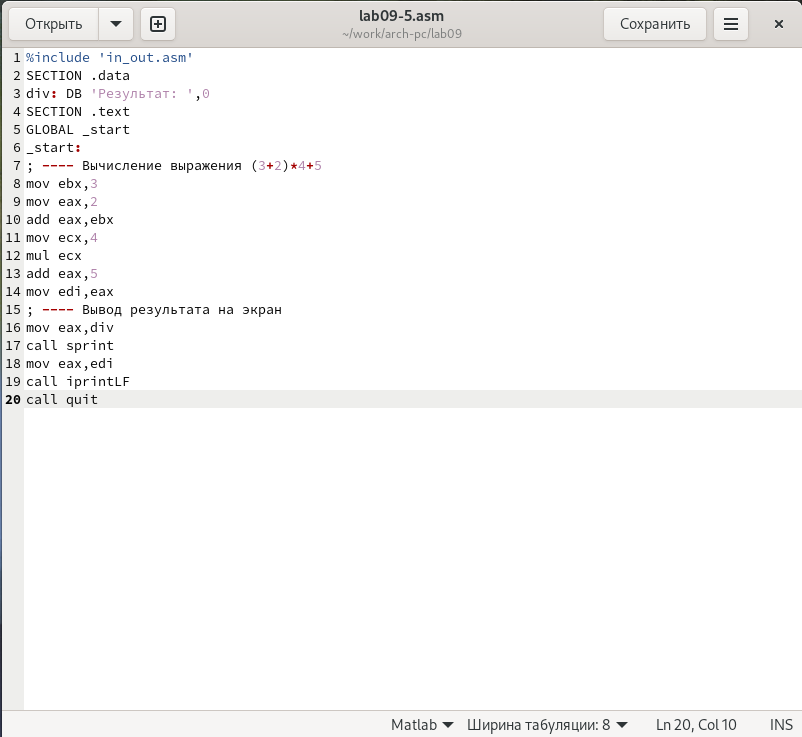 Открыть
lab09-5.asm
~/work/arch-pc/lab09
Сохранить
1 %include 'in_out.asm'
2 SECTION .data
3 div: DB 'Результат: ',0
4 SECTION .text
5 GLOBAL _start
6 _start:
7 ; ---- Вычисление выражения (3+2)*4+5
8 mov ebx,3
9 mov eax,2
10 add eax,ebx
11 mov ecx,4
12 mul ecx
13 add eax,5
14 mov edi,eax
15 ; ---- Вывод результата на экран
16 mov eax,div
17 call sprint
18 mov eax,edi
19 call iprintLF
20 call quit
Matlab Ширина табуляции: 8 Ln 20, Col 10 INS